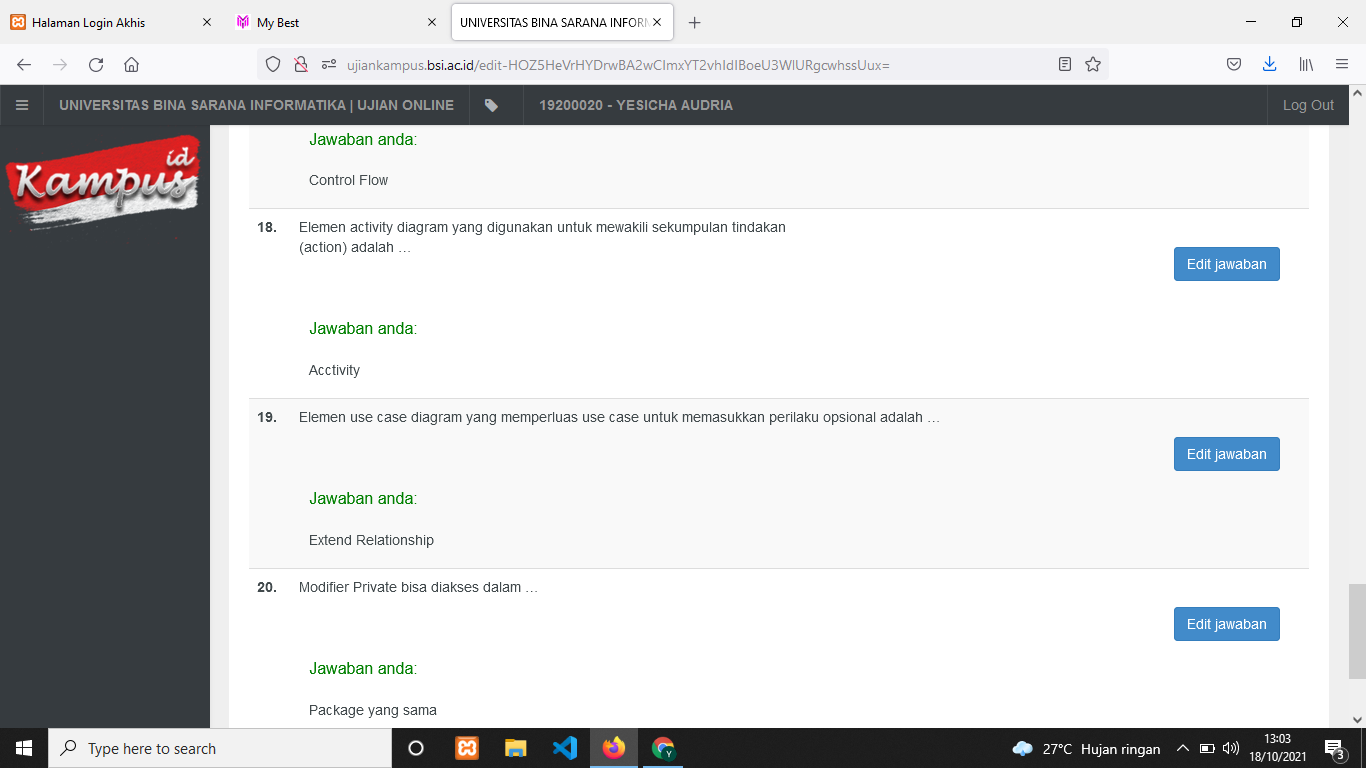 Halaman Login Akhis
My Best
UNIVERSITAS BINA SARANA INFORM
ujiankampus.bsi.ac.id/edit-HOZ5HeVrHYDrwBA2wCImxYT2vhIdIBoeU3WlURgcwhssUux=
UNIVERSITAS BINA SARANA INFORMATIKA | UJIAN ONLINE
19200020 - YESICHA AUDRIA
Log Out
Kampus id
Jawaban anda:
Control Flow
18. Elemen activity diagram yang digunakan untuk mewakili sekumpulan tindakan
(action) adalah …
Edit jawaban
Jawaban anda:
Acctivity
19. Elemen use case diagram yang memperluas use case untuk memasukkan perilaku opsional adalah …
Edit jawaban
Jawaban anda:
Extend Relationship
20. Modifier Private bisa diakses dalam …
Edit jawaban
Jawaban anda:
Package yang sama
Type here to search
Y
27°C Hujan ringan
13:03
18/10/2021
3